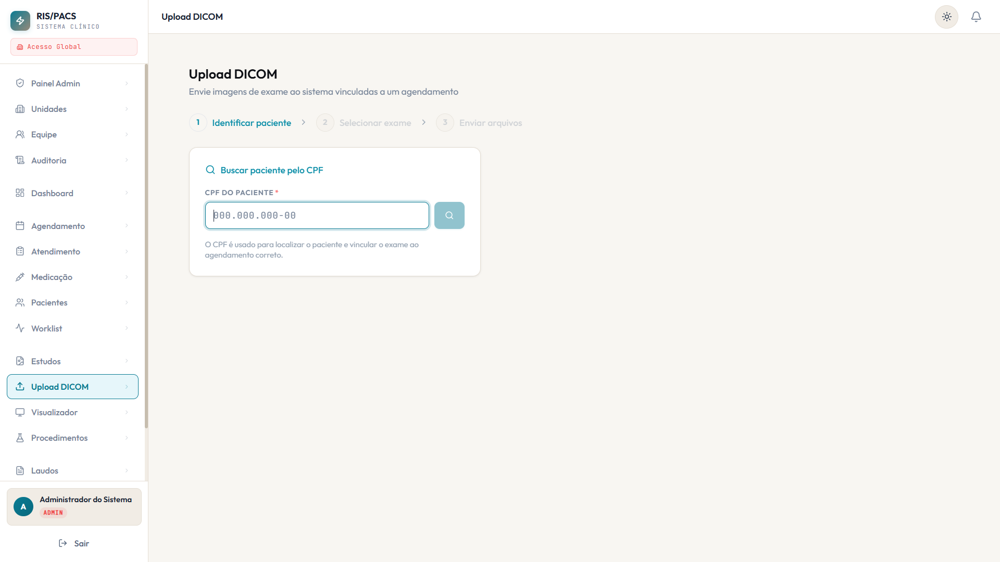 RIS/PACS
SISTEMA CLÍNICO
Acesso Global
Painel Admin
Unidades
Equipe
Auditoria
Dashboard
Agendamento
Atendimento
Medicação
Pacientes
Worklist
Estudos
Upload DICOM
Visualizador
Procedimentos
Laudos
A
Administrador do Sistema
ADMIN
Sair
Upload DICOM
Upload DICOM
Envie imagens de exame ao sistema vinculadas a um agendamento
1 Identificar paciente 2 Selecionar exame 3 Enviar arquivos
Buscar paciente pelo CPF
CPF DO PACIENTE *
000.000.000-00
O CPF é usado para localizar o paciente e vincular o exame ao
agendamento correto.